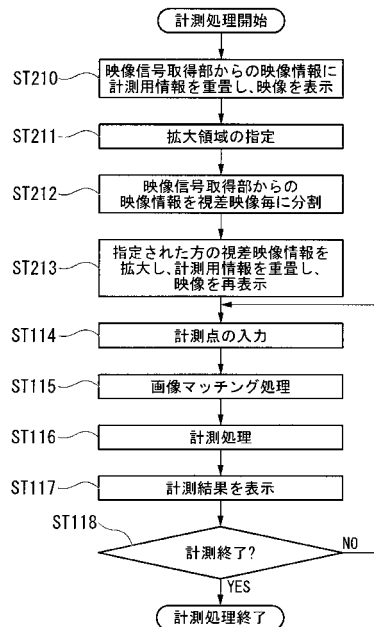 計測処理開始
ST210
映像信号取得部からの映像情報に
計測用情報を重畳し、映像を表示
ST211
拡大領域の指定
ST212
映像信号取得部からの
映像情報を視差映像毎に分割
ST213
指定された方の視差映像情報を
拡大し、計測用情報を重畳し、
映像を再表示
ST114
計測点の入力
ST115
画像マッチング処理
ST116
計測処理
ST117
計測結果を表示
ST118
計測終了?
NO
YES
計測処理終了